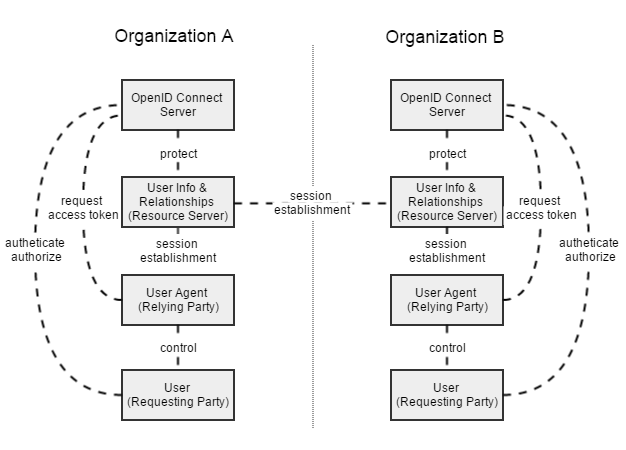 Organization A
Organization B
OpenID Connect
Server
OpenID Connect
Server
protect
protect
User Info &
Relationships
(Resource Server)
User Info &
Relationships
(Resource Server)
request
access token
session
establishment
request
access token
autheticate
authorize
session
establishment
session
establishment
autheticate
authorize
User Agent
(Relying Party)
User Agent
(Relying Party)
control
control
User
(Requesting Party)
User
(Requesting Party)